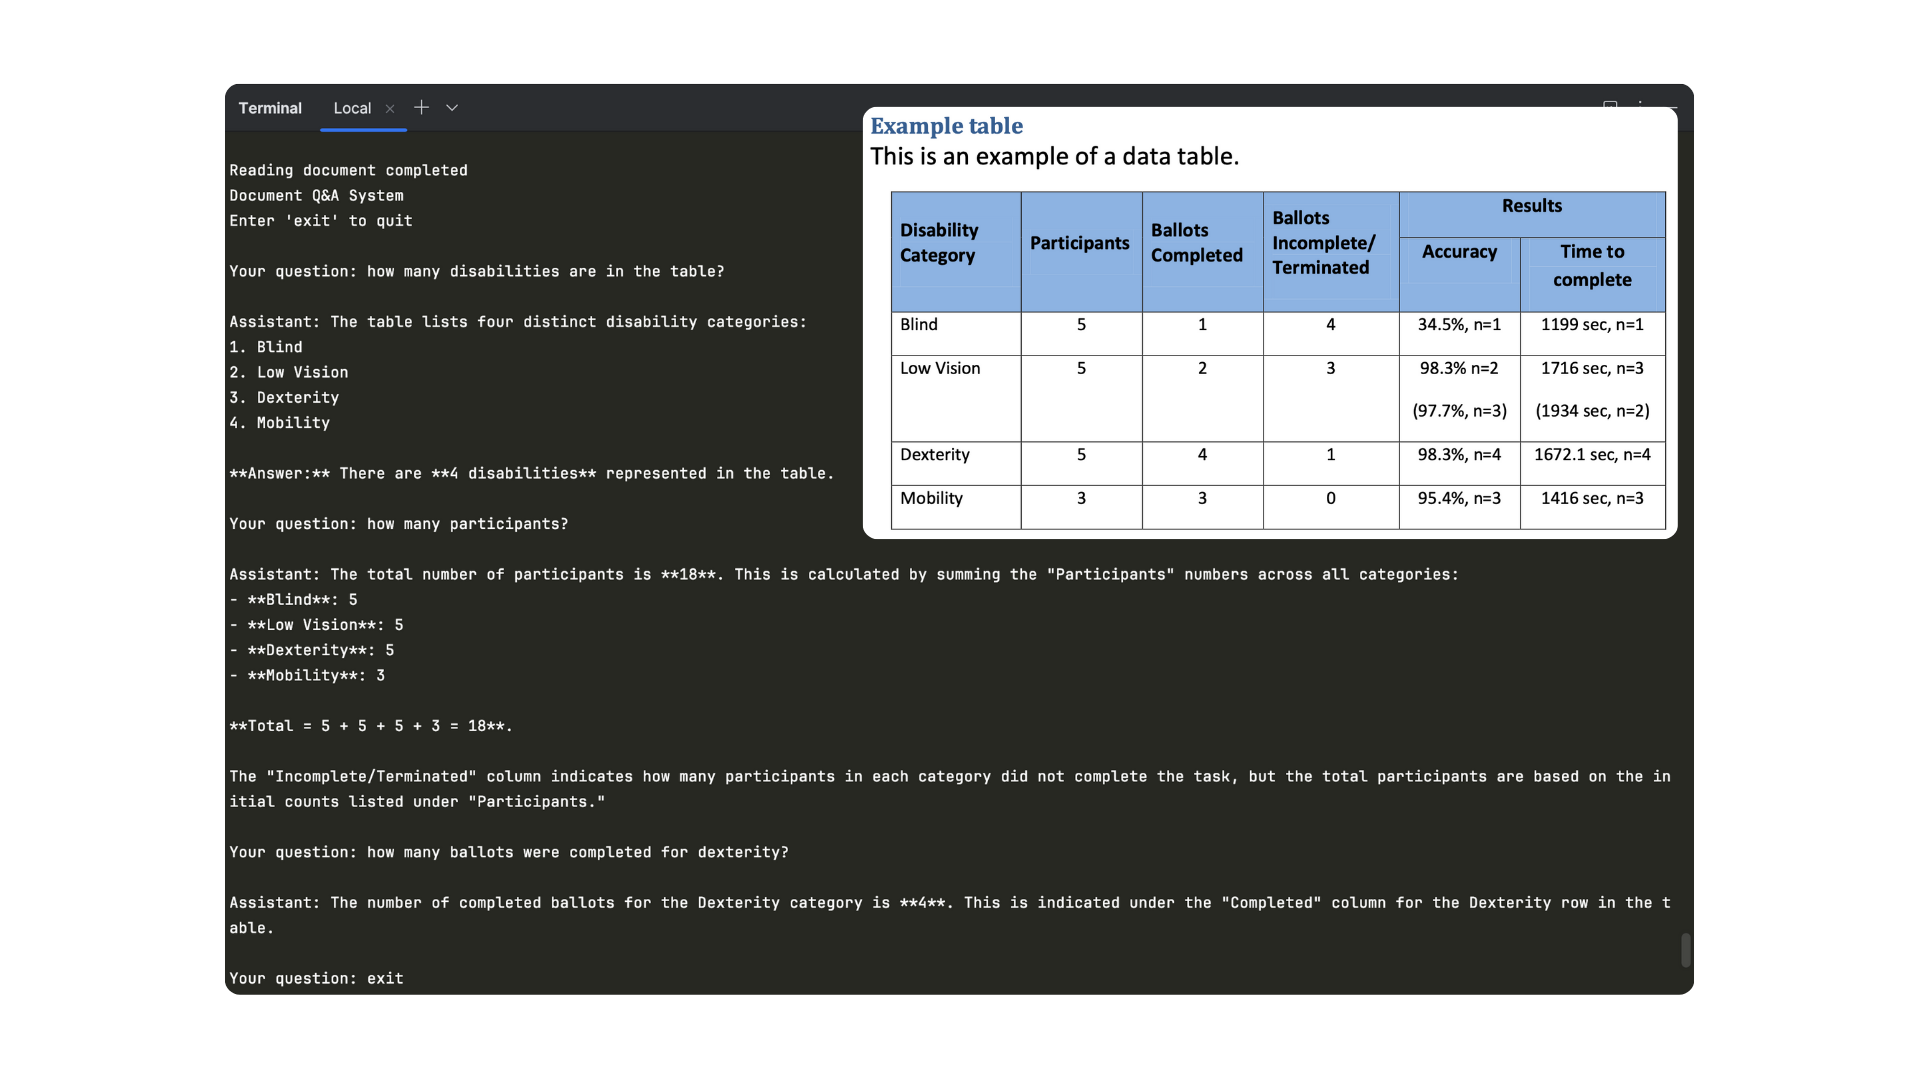 Terminal Local
Reading document completed
Document Q&A System
Enter 'exit' to quit
Your question: how many disabilities are in the table?
Assistant: The table lists four distinct disability categories:
1. Blind
2. Low Vision
3. Dexterity
4. Mobility
**Answer:** There are **4 disabilities** represented in the table.
Your question: how many participants?
Assistant: The total number of participants is **18**. This is calculated by summing the "Participants" numbers across all categories:
- **Blind**: 5
- **Low Vision**: 5
- **Dexterity**: 5
- **Mobility**: 3
**Total = 5 + 5 + 5 + 3 = 18**.
The "Incomplete/Terminated" column indicates how many participants in each category did not complete the task, but the total participants are based on the in
itial counts listed under "Participants."
Your question: how many ballots were completed for dexterity?
Assistant: The number of completed ballots for the Dexterity category is **4**. This is indicated under the "Completed" column for the Dexterity row in the t
able.
Your question: exit
Example table
This is an example of a data table.
Disability
Category
Participants
Ballots
Completed
Ballots
Incomplete/
Terminated
Results
Accuracy
Time to
complete
Blind 5 1 4 34.5%, n=1 1199 sec, n=1
Low Vision 5 2 3 98.3% n=2 1716 sec, n=3
(97.7%, n=3) (1934 sec, n=2)
Dexterity 5 4 1 98.3%, n=4 1672.1 sec, n=4
Mobility 3 3 0 95.4%, n=3 1416 sec, n=3